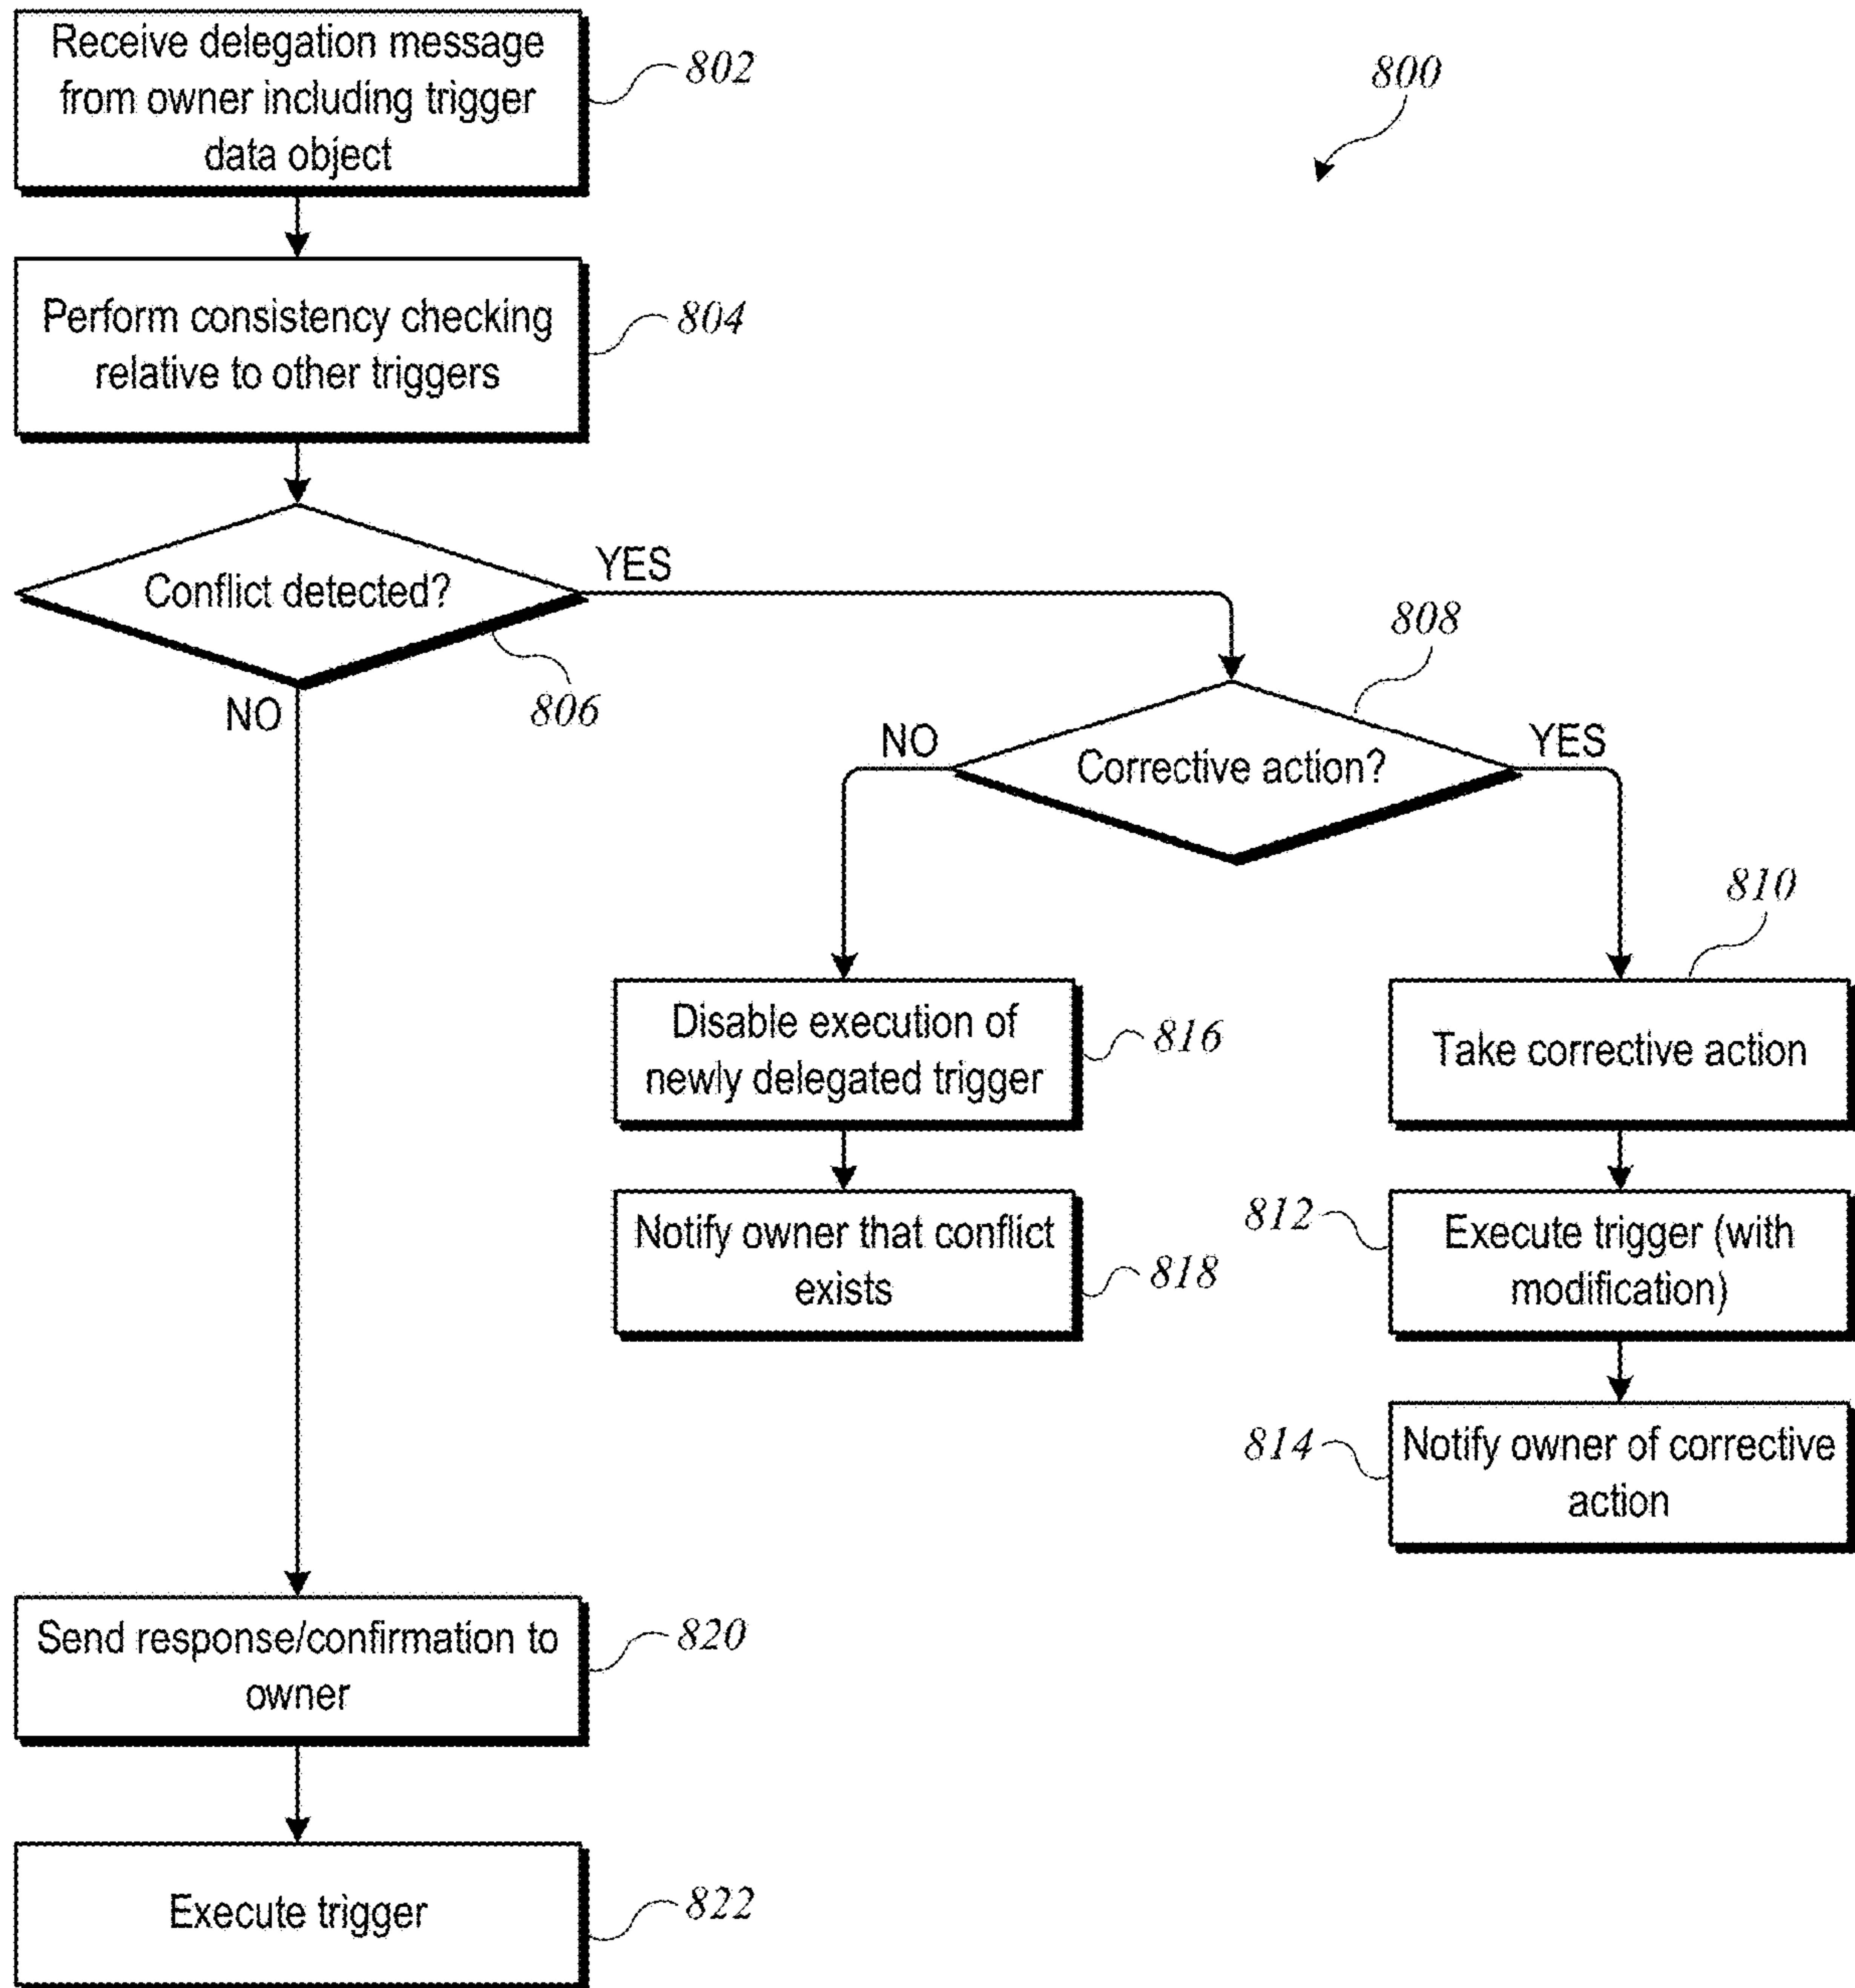 Receive delegation message
from owner including trigger
data object
802
800
Perform consistency checking
relative to other triggers
804
Conflict detected?
YES
806
NO
808
Corrective action?
NO
YES
810
Disable execution of
newly delegated trigger
816
Take corrective action
Notify owner that conflict
exists
818
812
Execute trigger (with
modification)
814
Notify owner of corrective
action
Send response/confirmation to
owner
820
Execute trigger
822